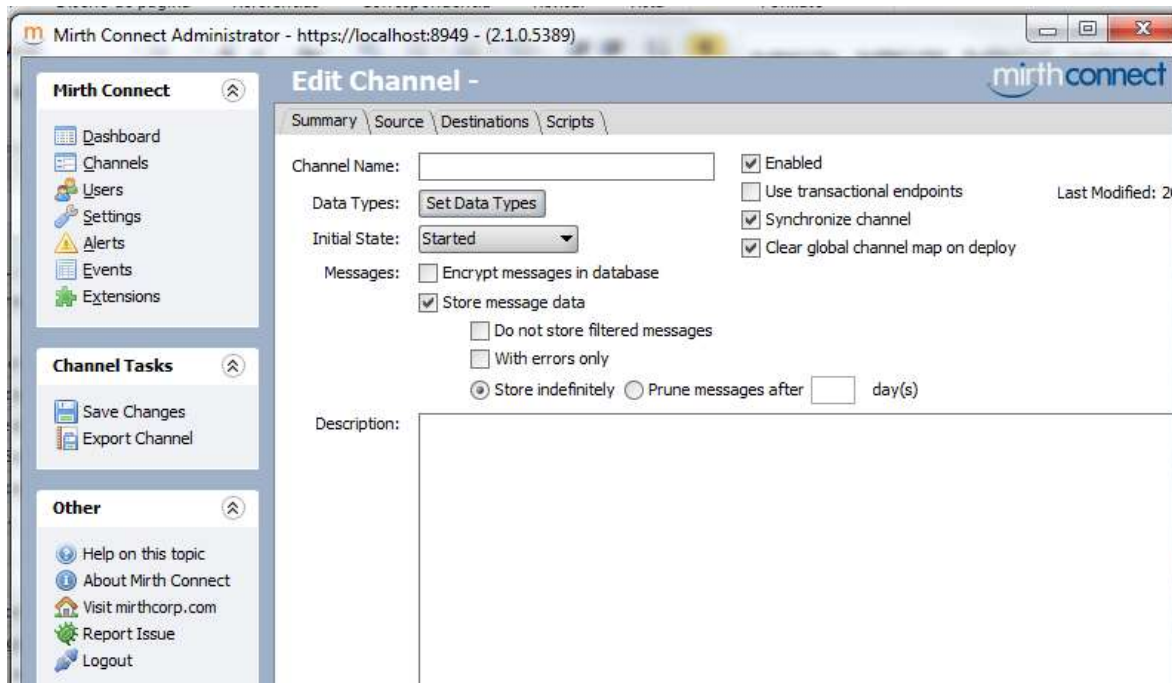 Mirth Connect Administrator - https://localhost:8949 - (2.1.0.5389)
Mirth Connect
Dashboard
Channels
Users
Settings
Alerts
Events
Extensions
Channel Tasks
Save Changes
Export Channel
Other
Help on this topic
About Mirth Connect
Visit mirthcorp.com
Report Issue
Logout
Edit Channel -
mirthconnect
Summary Source Destinations Scripts
Channel Name:
Enabled
Use transactional endpoints
Last Modified: 2
Data Types: Set Data Types
Synchronize channel
Initial State: Started
Clear global channel map on deploy
Messages: Encrypt messages in database
Store message data
Do not store filtered messages
With errors only
Store indefinitely Prune messages after day(s)
Description: